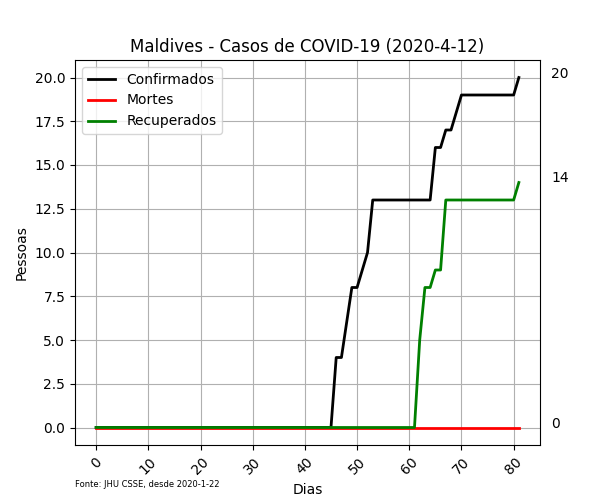 Maldives - Casos de COVID-19 (2020-4-12)
Confirmados
Mortes
Recuperados
20
14
0
Pessoas
20.0
17.5
15.0
12.5
10.0
7.5
5.0
2.5
0.0
0 10 20 30 40 50 60 70 80
Dias
Fonte: JHU CSSE, desde 2020-1-22